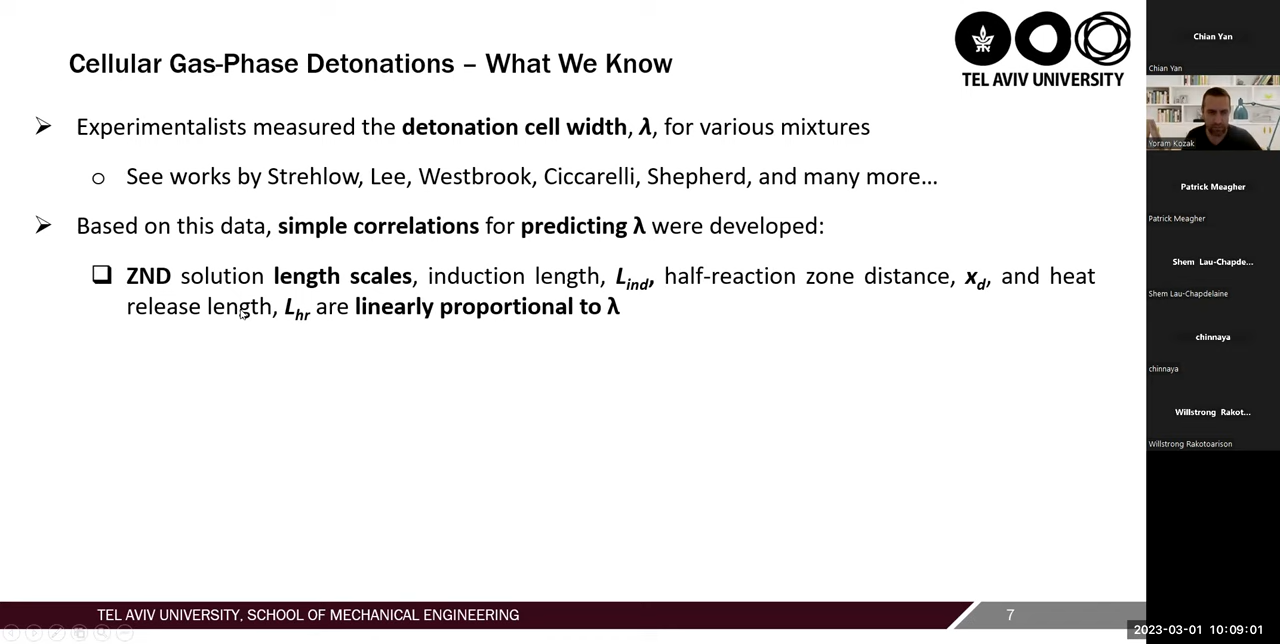 Cellular Gas-Phase Detonations – What We Know
TEL AVIV UNIVERSITY
➢ Experimentalists measured the detonation cell width, λ, for various mixtures
o See works by Strehlow, Lee, Westbrook, Ciccarelli, Shepherd, and many more…
➢ Based on this data, simple correlations for predicting λ were developed:
❑ ZND solution length scales, induction length, L_ind, half-reaction zone distance, x_d, and heat
release length, L_hr are linearly proportional to λ
TEL AVIV UNIVERSITY, SCHOOL OF MECHANICAL ENGINEERING
7
Chian Yan
Chian Yan
Yoram Kozak
Patrick Meagher
Patrick Meagher
Shem Lau-Chapde...
Shem Lau-Chapdelaine
chinnaya
chinnaya
Willstrong Rakot...
Willstrong Rakotoarison
2023-03-01 10:09:01